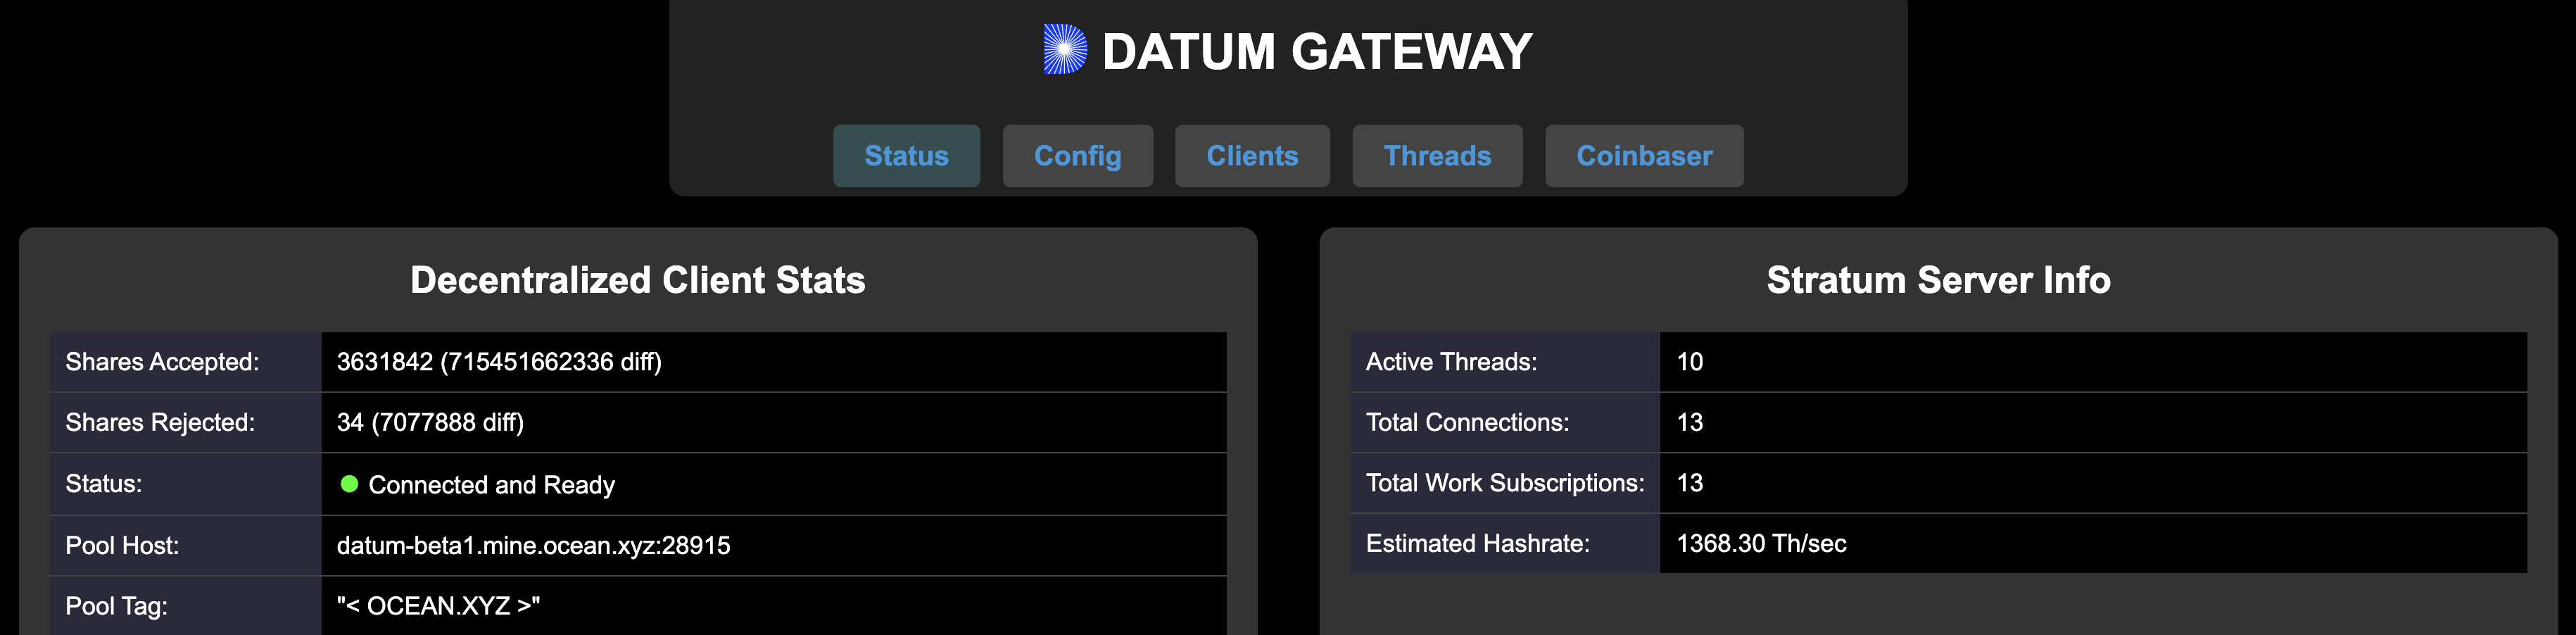 DATUM GATEWAY
Status Config Clients Threads Coinbaser
Decentralized Client Stats
Shares Accepted: 3631842 (715451662336 diff)
Shares Rejected: 34 (7077888 diff)
Status: Connected and Ready
Pool Host: datum-beta1.mine.ocean.xyz:28915
Pool Tag: "< OCEAN.XYZ >"
Stratum Server Info
Active Threads: 10
Total Connections: 13
Total Work Subscriptions: 13
Estimated Hashrate: 1368.30 Th/sec